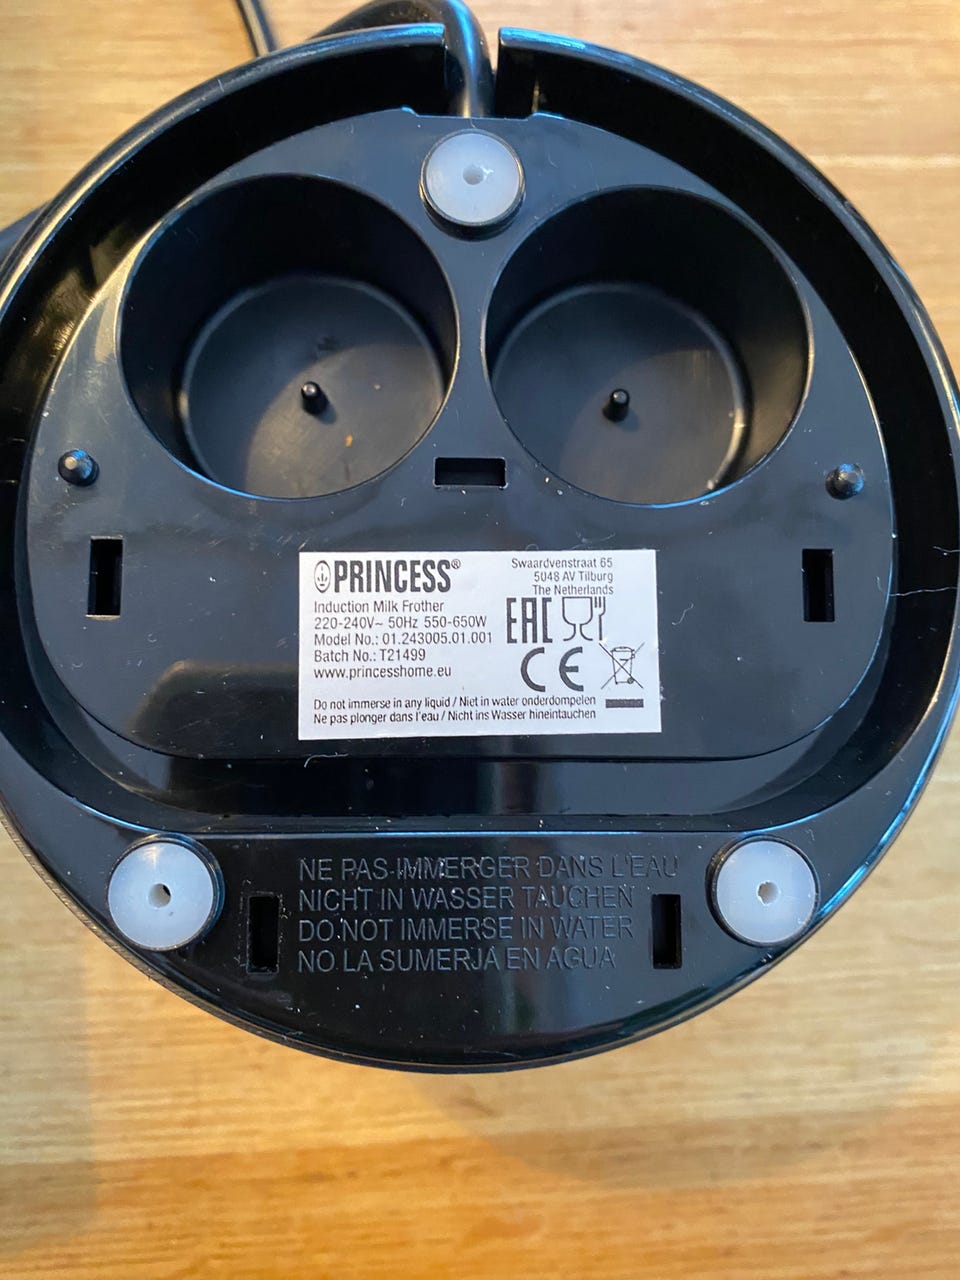 PRINCESS®
Induction Milk Frother
220-240V~ 50Hz 550-650W
Model No.: 01.243005.01.001
Batch No.: T21499
www.princesshome.eu
Swaardvenstraat 65
5048 AV Tilburg
The Netherlands
EAC
CE
Do not immerse in any liquid / Niet in water onderdompelen
Ne pas plonger dans l'eau / Nicht ins Wasser hineintauchen
NE PAS IMMERGER DANS L'EAU
NICHT IN WASSER TAUCHEN
DO NOT IMMERSE IN WATER
NO LA SUMERJA EN AGUA